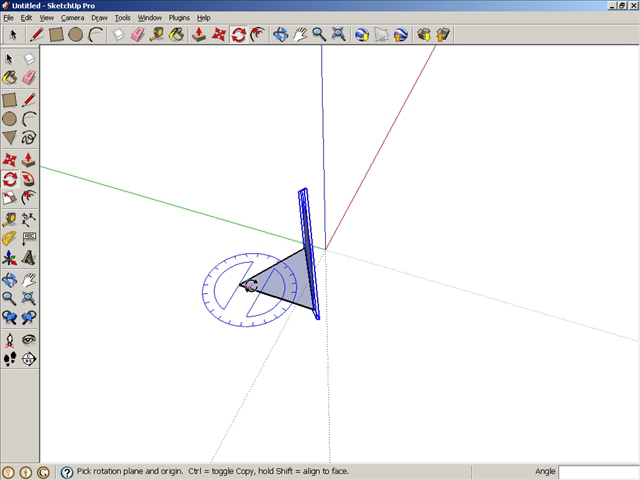 Untitled - SketchUp Pro
File Edit View Camera Draw Tools Window Plugins Help
ABC
Pick rotation plane and origin. Ctrl = toggle Copy, hold Shift = align to face.
Angle